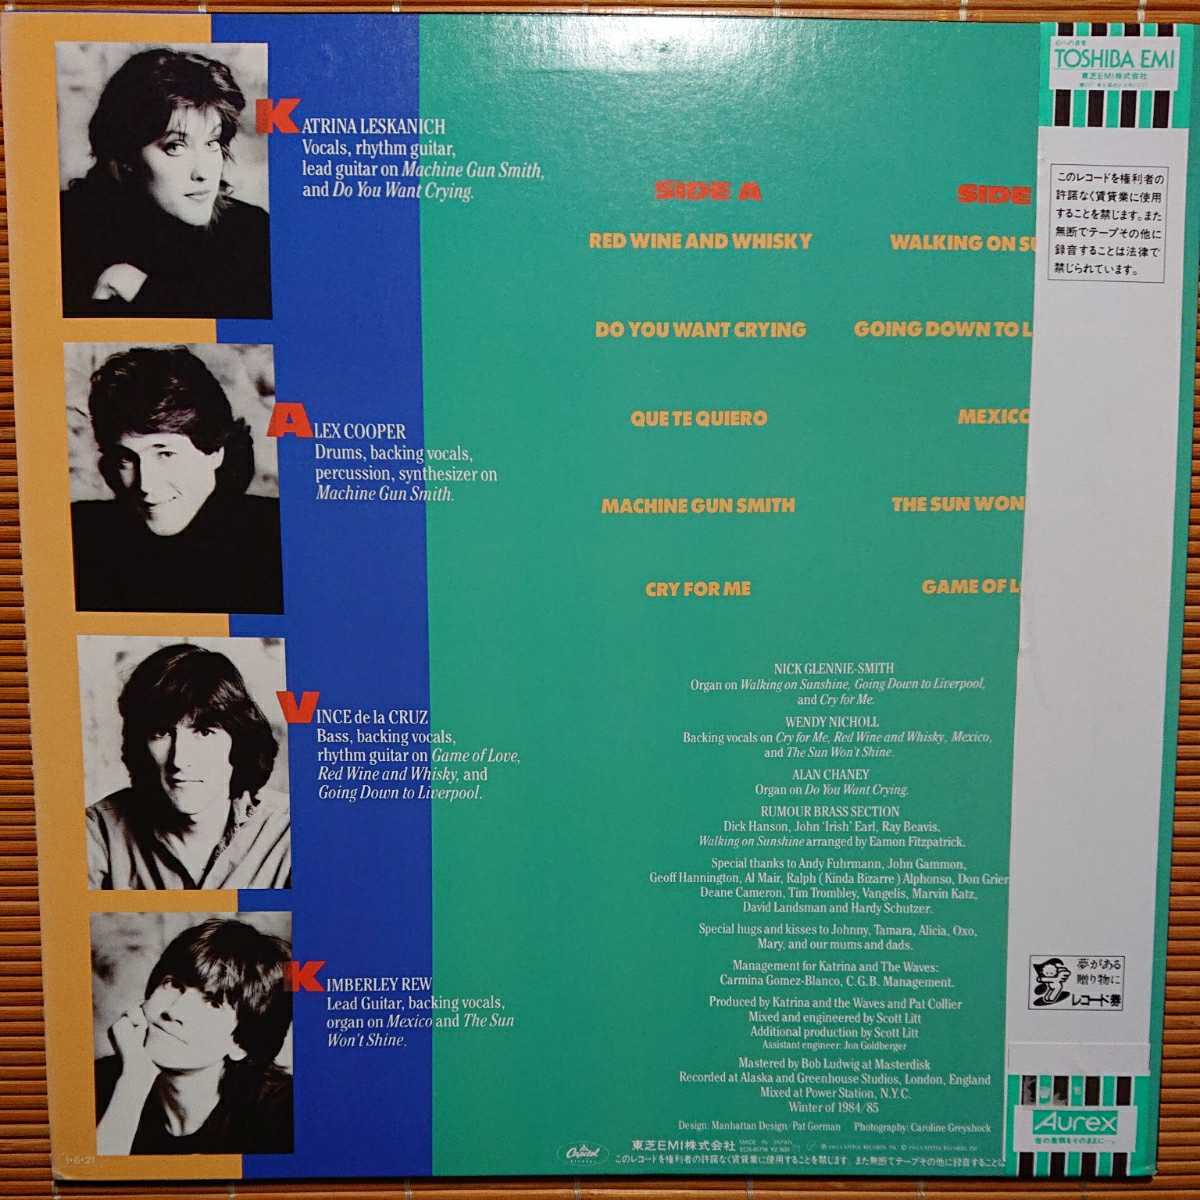 KATRINA LESKANICH
Vocals, rhythm guitar,
lead guitar on Machine Gun Smith,
and Do You Want Crying.
ALEX COOPER
Drums, backing vocals,
percussion, synthesizer on
Machine Gun Smith.
VINCE de la CRUZ
Bass, backing vocals,
rhythm guitar on Game of Love,
Red Wine and Whisky, and
Going Down to Liverpool.
KIMBERLEY REW
Lead Guitar, backing vocals,
organ on Mexico and The Sun
Won't Shine.
SIDE A
RED WINE AND WHISKY
DO YOU WANT CRYING
QUE TE QUIERO
MACHINE GUN SMITH
CRY FOR ME
SIDE
WALKING ON SU
GOING DOWN TO L
MEXICO
THE SUN WON
GAME OF L
NICK GLENNIE-SMITH
Organ on Walking on Sunshine, Going Down to Liverpool,
and Cry for Me.
WENDY NICHOLL
Backing vocals on Cry for Me, Red Wine and Whisky, Mexico,
and The Sun Won't Shine.
ALAN CHANEY
Organ on Do You Want Crying.
RUMOUR BRASS SECTION
Dick Hanson, John 'Irish' Earl, Ray Beavis,
Walking on Sunshine arranged by Eamon Fitzpatrick.
Special thanks to Andy Fuhrmann, John Gammon,
Geoff Hannington, Al Mair, Ralph (Kinda Bizarre) Alphonso, Don Grier
Deane Cameron, Tim Trombley, Vangelis, Marvin Katz,
David Landsman and Hardy Schutzer.
Special hugs and kisses to Johnny, Tamara, Alicia, Oxo,
Mary, and our mums and dads.
Management for Katrina and The Waves:
Carmina Gomez-Blanco, C.G.B. Management.
Produced by Katrina and the Waves and Pat Collier
Mixed and engineered by Scott Litt
Additional production by Scott Litt
Assistant engineer: Jon Goldberger
Mastered by Bob Ludwig at Masterdisk
Recorded at Alaska and Greenhouse Studios, London, England
Mixed at Power Station, N.Y.C.
Winter of 1984/85
Design: Manhattan Design/Pat Gorman Photography: Caroline Greyshock
Capitol
東芝EMI株式会社
MADE IN JAPAN
このレコードを権利者の許諾なく賃貸業に使用することを禁じます。また無断でテープその他に録音することは
TOSHIBA EMI
東芝EMI株式会社
このレコードを権利者の
許諾なく賃貸業に使用
することを禁じます。また
無断でテープその他に
録音することは法律で
禁じられています。
夢がある
贈り物に
レコード券
Aurex